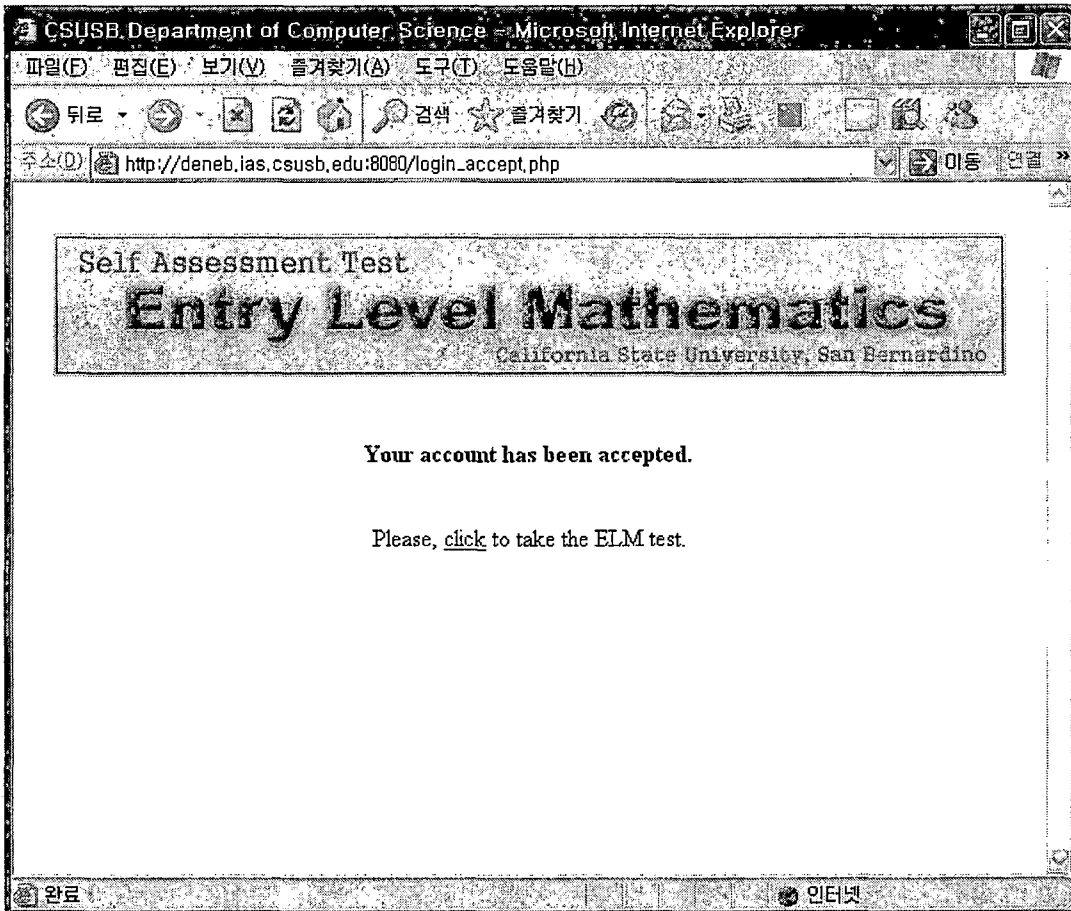 CSUSB Department of Computer Science - Microsoft Internet Explorer
파일(F) 편집(E) 보기(V) 즐겨찾기(A) 도구(T) 도움말(H)
뒤로 검색 즐겨찾기
주소(D) http://deneb.ias.csusb.edu:8080/login_accept.php 이동 연결 »
Self Assessment Test
Entry Level Mathematics
California State University, San Bernardino
Your account has been accepted.
Please, click to take the ELM test.
완료 인터넷